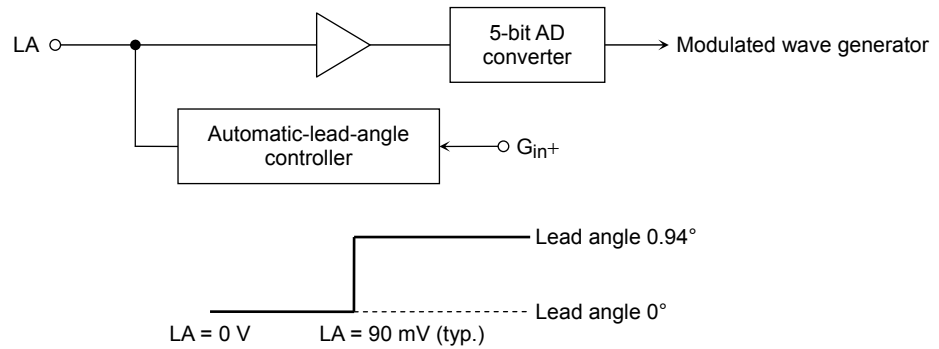 LA
5-bit AD
converter
Modulated wave generator
Automatic-lead-angle
controller
Gin+
Lead angle 0.94°
Lead angle 0°
LA = 0 V
LA = 90 mV (typ.)